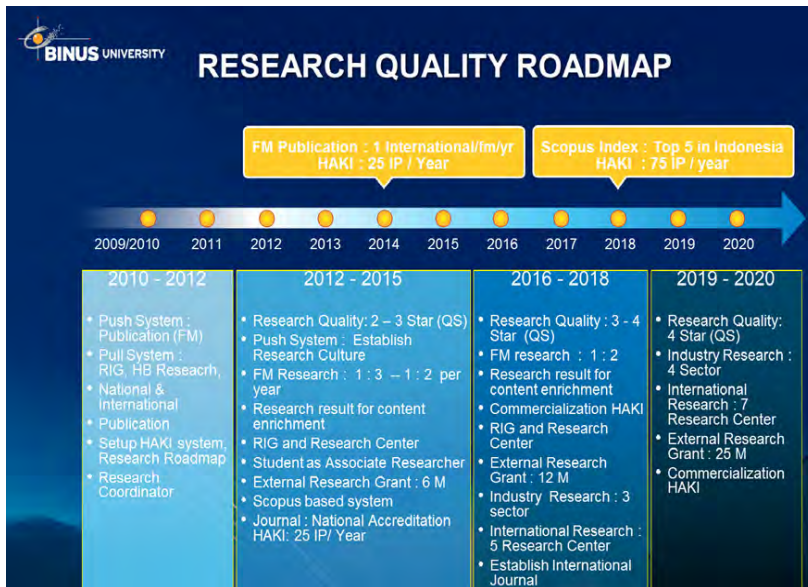 BINUS UNIVERSITY
RESEARCH QUALITY ROADMAP
FM Publication : 1 International/fm/yr
HAKI : 25 IP / Year
Scopus Index : Top 5 in Indonesia
HAKI : 75 IP / year
2009/2010 2011 2012 2013 2014 2015 2016 2017 2018 2019 2020
2010 - 2012
• Push System :
Publication (FM)
• Pull System :
RIG, HB Reseacrh,
• National &
International
• Publication
• Setup HAKI system,
Research Roadmap
• Research
Coordinator
2012 - 2015
• Research Quality: 2 – 3 Star (QS)
• Push System : Establish
Research Culture
• FM Research : 1 : 3 – 1 : 2 per
year
• Research result for content
enrichment
• RIG and Research Center
• Student as Associate Researcher
• External Research Grant : 6 M
• Scopus based system
• Journal : National Accreditation
HAKI: 25 IP/ Year
2016 - 2018
• Research Quality : 3 - 4
Star (QS)
• FM research : 1 : 2
• Research result for
content enrichment
• Commercialization HAKI
• RIG and Research
Center
• External Research
Grant : 12 M
• Industry Research : 3
sector
• International Research :
5 Research Center
• Establish International
Journal
2019 - 2020
• Research Quality:
4 Star (QS)
• Industry Research :
4 Sector
• International
Research : 7
Research Center
• External Research
Grant : 25 M
• Commercialization
HAKI